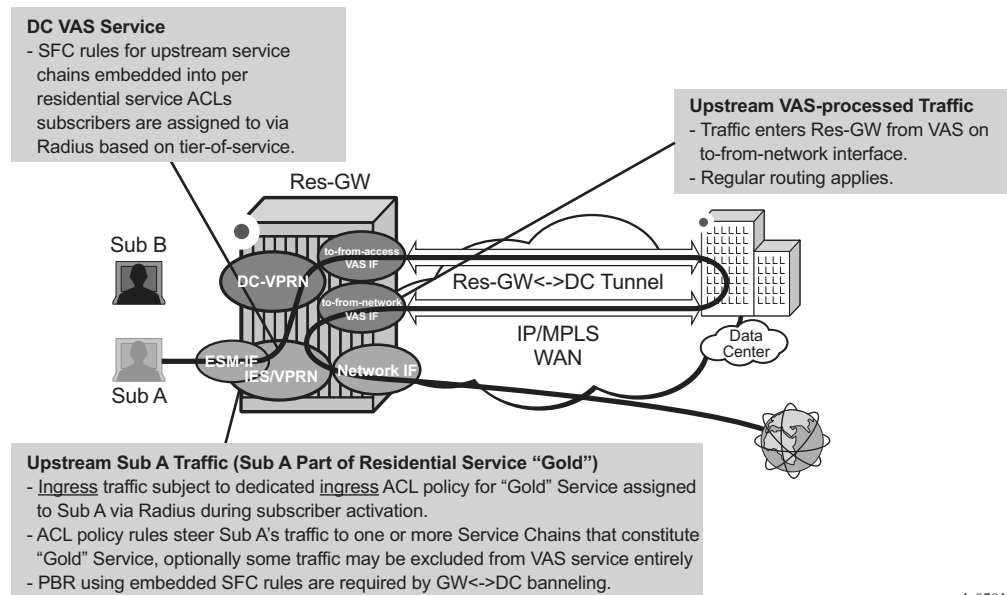 DC VAS Service
- SFC rules for upstream service
chains embedded into per
residential service ACLs
subscribers are assigned to via
Radius based on tier-of-service.
Upstream VAS-processed Traffic
- Traffic enters Res-GW from VAS on
to-from-network interface.
- Regular routing applies.
Res-GW
Sub B
to-from-access
VAS IF
DC-VPRN
Res-GW<->DC Tunnel
to-from-network
VAS IF
IP/MPLS
WAN
Data
Center
ESM-IF
IES/VPRN
Network IF
Sub A
Upstream Sub A Traffic (Sub A Part of Residential Service “Gold”)
- Ingress traffic subject to dedicated ingress ACL policy for “Gold” Service assigned
to Sub A via Radius during subscriber activation.
- ACL policy rules steer Sub A’s traffic to one or more Service Chains that constitute
“Gold” Service, optionally some traffic may be excluded from VAS service entirely
- PBR using embedded SFC rules are required by GW<->DC banneling.